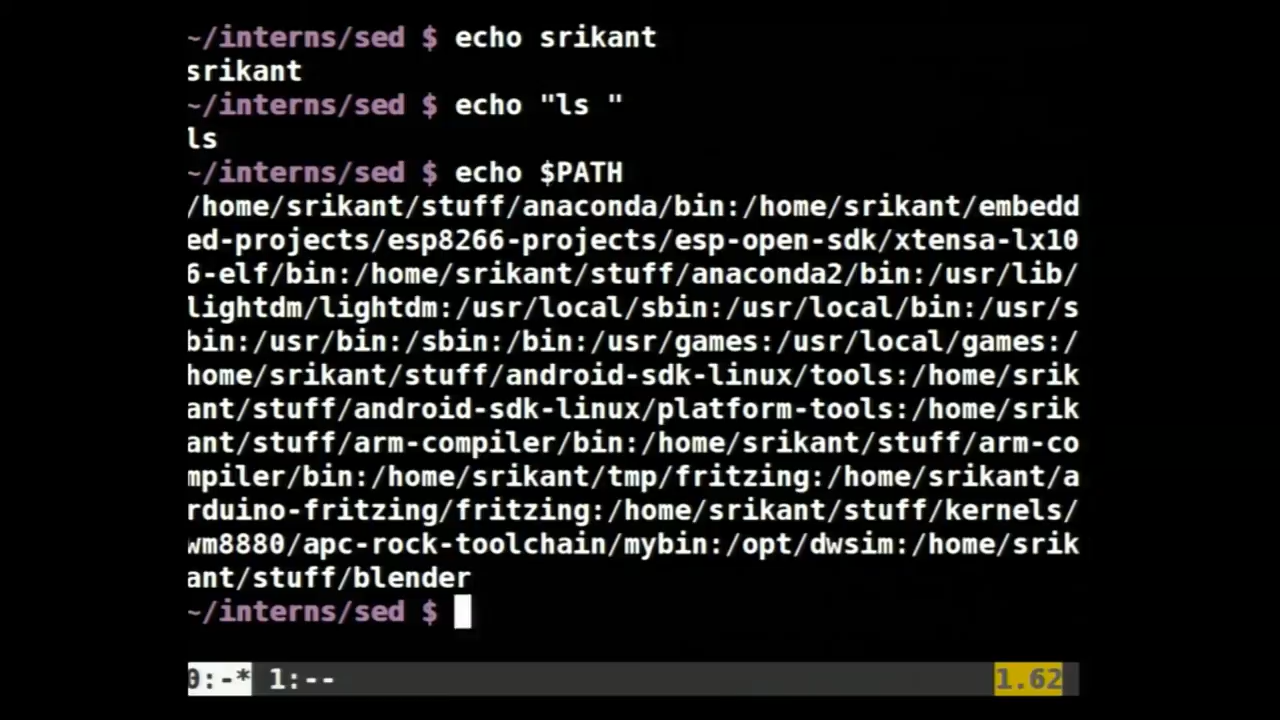 ~/interns/sed $ echo srikant
srikant
~/interns/sed $ echo "ls "
ls
~/interns/sed $ echo $PATH
/home/srikant/stuff/anaconda/bin:/home/srikant/embedd
ed-projects/esp8266-projects/esp-open-sdk/xtensa-lx10
6-elf/bin:/home/srikant/stuff/anaconda2/bin:/usr/lib/
lightdm/lightdm:/usr/local/sbin:/usr/local/bin:/usr/s
bin:/usr/bin:/sbin:/bin:/usr/games:/usr/local/games:/
home/srikant/stuff/android-sdk-linux/tools:/home/srik
ant/stuff/android-sdk-linux/platform-tools:/home/srik
ant/stuff/arm-compiler/bin:/home/srikant/stuff/arm-co
mpiler/bin:/home/srikant/tmp/fritzing:/home/srikant/a
rduino-fritzing/fritzing:/home/srikant/stuff/kernels/
wm8880/apc-rock-toolchain/mybin:/opt/dwsim:/home/srik
ant/stuff/blender
~/interns/sed $
0:-* 1:-- 1.62